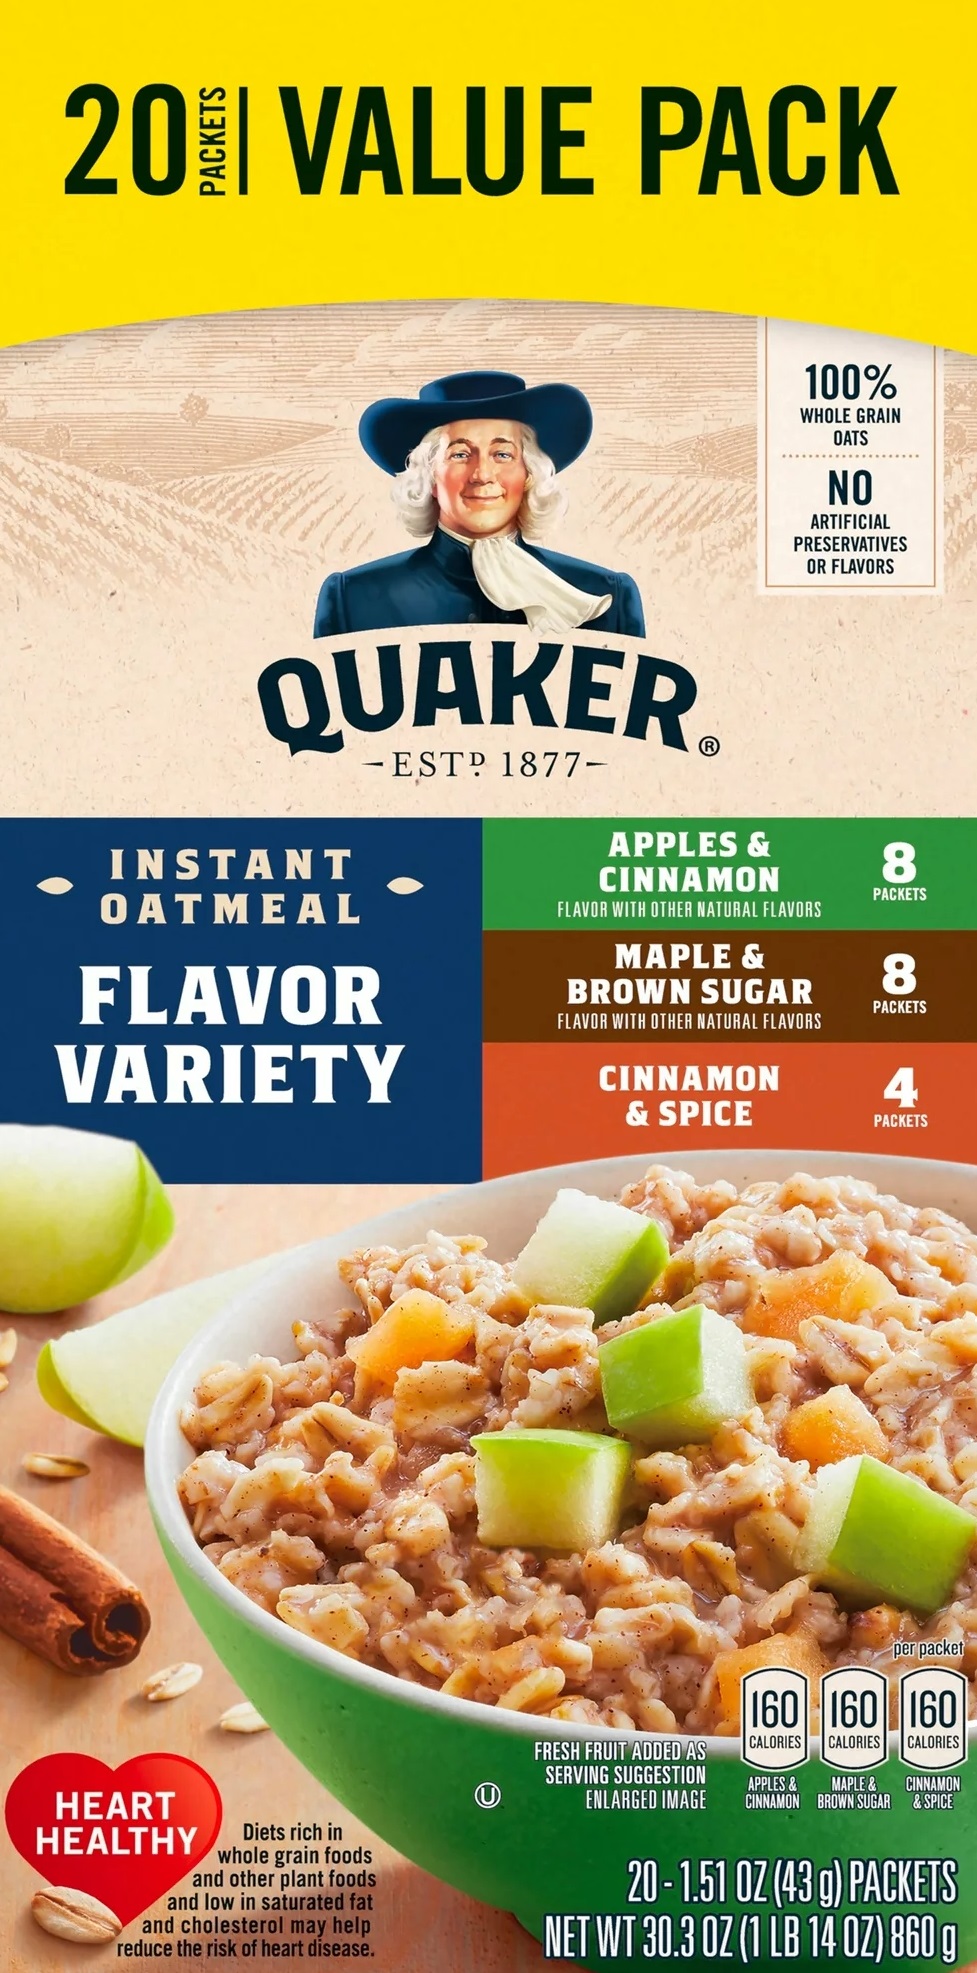 20 PACKETS | VALUE PACK
100%
WHOLE GRAIN
OATS
NO
ARTIFICIAL
PRESERVATIVES
OR FLAVORS
QUAKER®
-ESTD 1877-
INSTANT
OATMEAL
FLAVOR
VARIETY
APPLES &
CINNAMON
FLAVOR WITH OTHER NATURAL FLAVORS
8
PACKETS
MAPLE &
BROWN SUGAR
FLAVOR WITH OTHER NATURAL FLAVORS
8
PACKETS
CINNAMON
& SPICE
4
PACKETS
per packet
160
CALORIES
APPLES &
CINNAMON
160
CALORIES
MAPLE &
BROWN SUGAR
160
CALORIES
CINNAMON
& SPICE
FRESH FRUIT ADDED AS
SERVING SUGGESTION
ENLARGED IMAGE
U
HEART
HEALTHY
Diets rich in
whole grain foods
and other plant foods
and low in saturated fat
and cholesterol may help
reduce the risk of heart disease.
20 - 1.51 OZ (43 g) PACKETS
NET WT 30.3 OZ (1 LB 14 OZ) 860 g